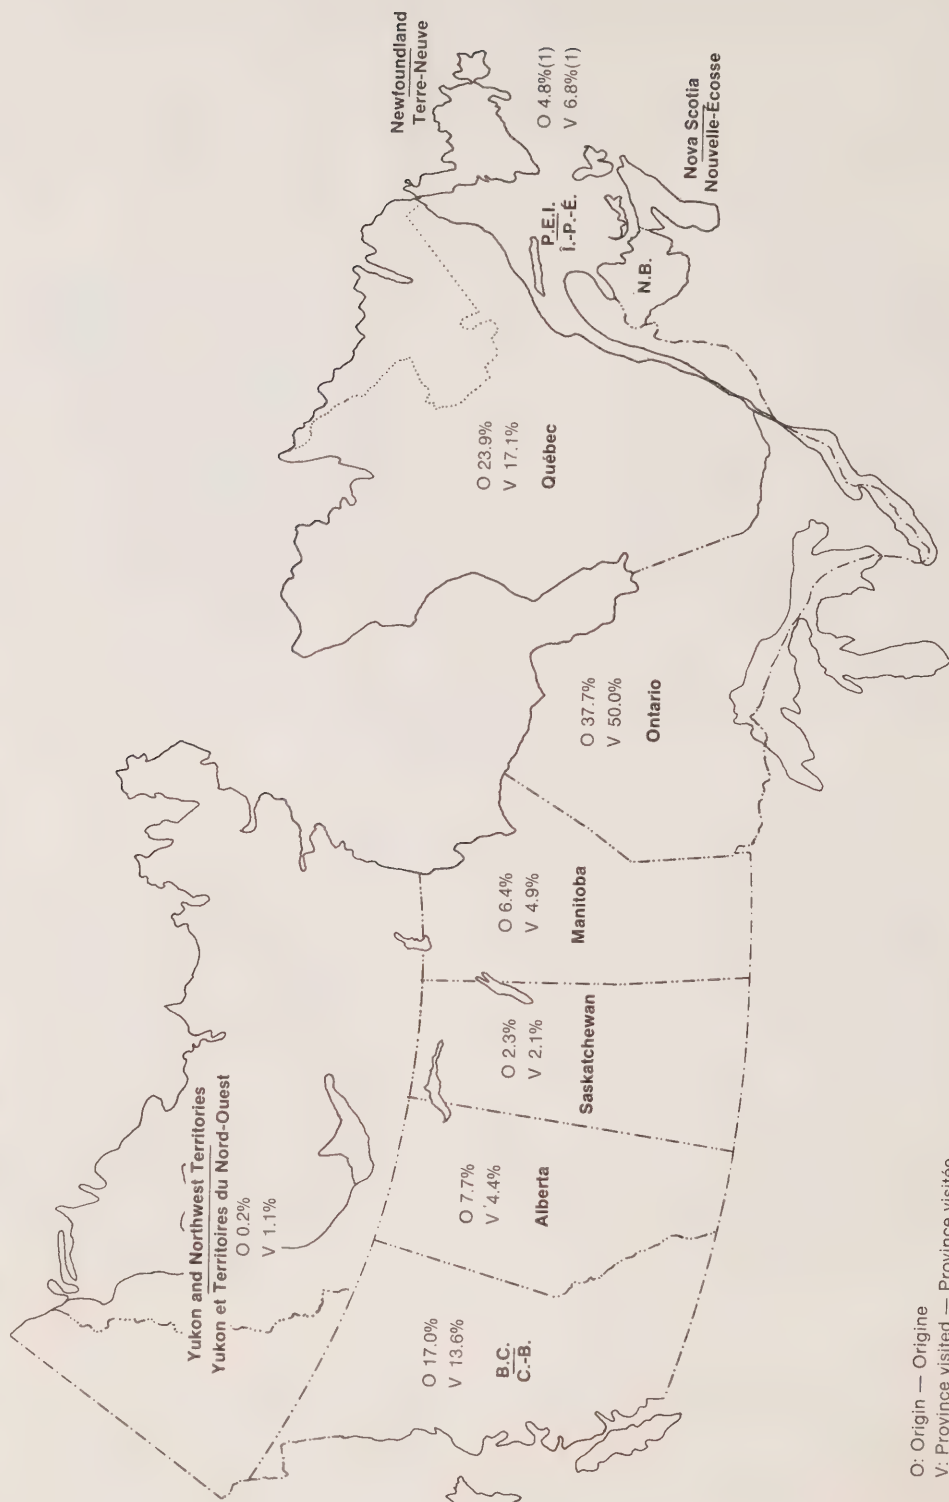 Yukon and Northwest Territories
Yukon et Territoires du Nord-Ouest
O 0.2%
V 1.1%
O 17.0%
V 13.6%
B.C.
C.-B.
O 7.7%
V 4.4%
Alberta
O 2.3%
V 2.1%
Saskatchewan
O 6.4%
V 4.9%
Manitoba
O 37.7%
V 50.0%
Ontario
O 23.9%
V 17.1%
Québec
Newfoundland
Terre-Neuve
O 4.8%(1)
V 6.8%(1)
P.E.I.
Î.-P.-É.
N.B.
Nova Scotia
Nouvelle-Écosse
O: Origin — Origine
V: Province visited — Province visitée